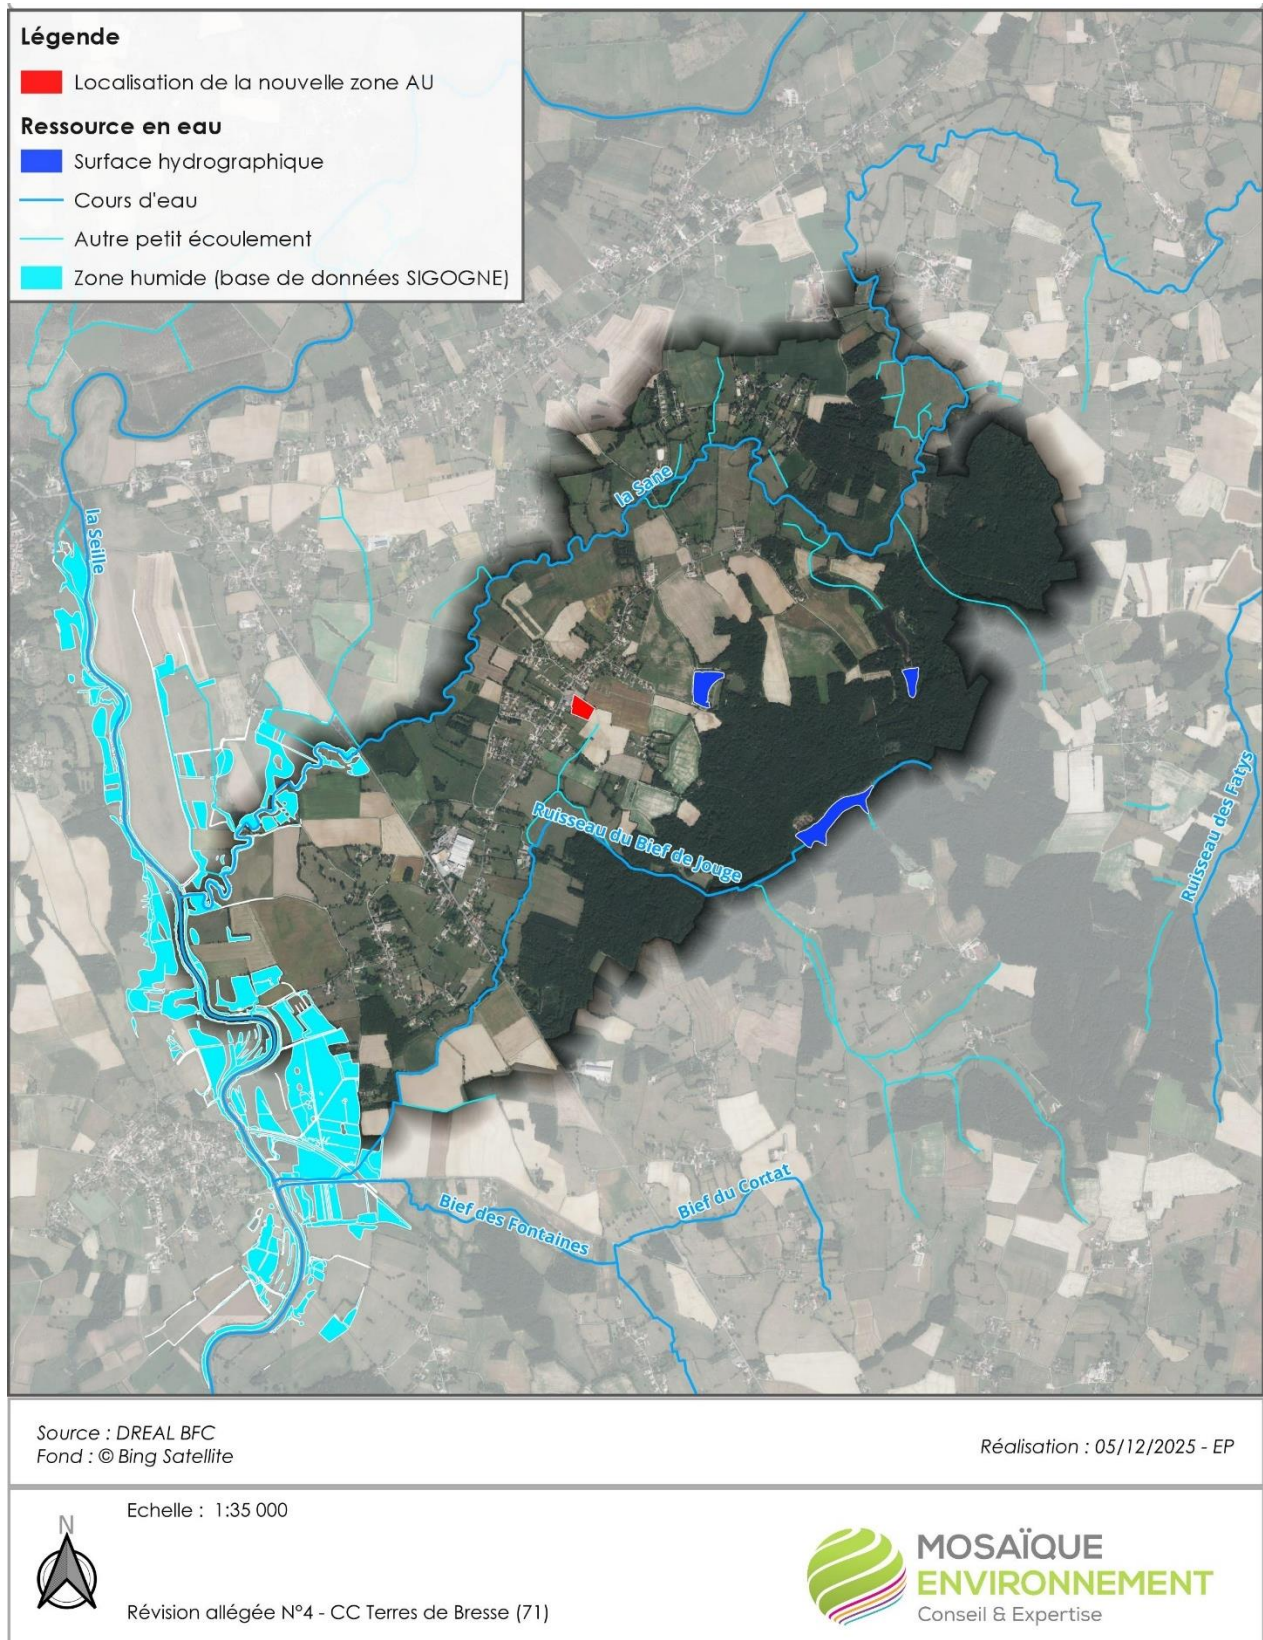 Légende
Localisation de la nouvelle zone AU
Ressource en eau
Surface hydrographique
Cours d'eau
Autre petit écoulement
Zone humide (base de données SIGOGNE)
la Sane
la Seille
Ruisseau du Bief de Jouge
Ruisseau des Fatys
Bief du Cortat
Bief des Fontaines
Source : DREAL BFC
Fond : © Bing Satellite
Réalisation : 05/12/2025 - EP
N
Echelle : 1:35 000
Révision allégée N°4 - CC Terres de Bresse (71)
MOSAÏQUE
ENVIRONNEMENT
Conseil & Expertise